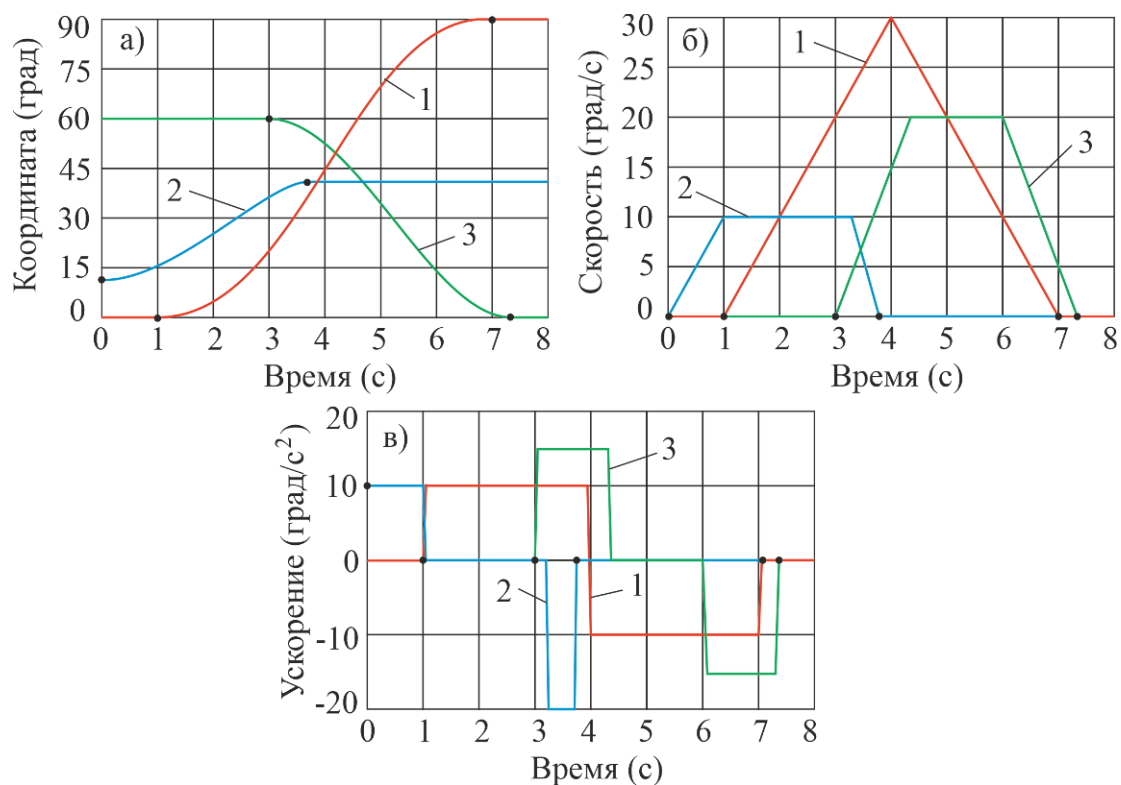 а)
Координата (град)
90
75
60
45
30
15
0
1
2
3
0 1 2 3 4 5 6 7 8
Время (с)
б)
Скорость (град/с)
30
25
20
15
10
5
0
1
2
3
0 1 2 3 4 5 6 7 8
Время (с)
в)
Ускорение (град/с²)
20
10
0
-10
-20
3
2
1
0 1 2 3 4 5 6 7 8
Время (с)